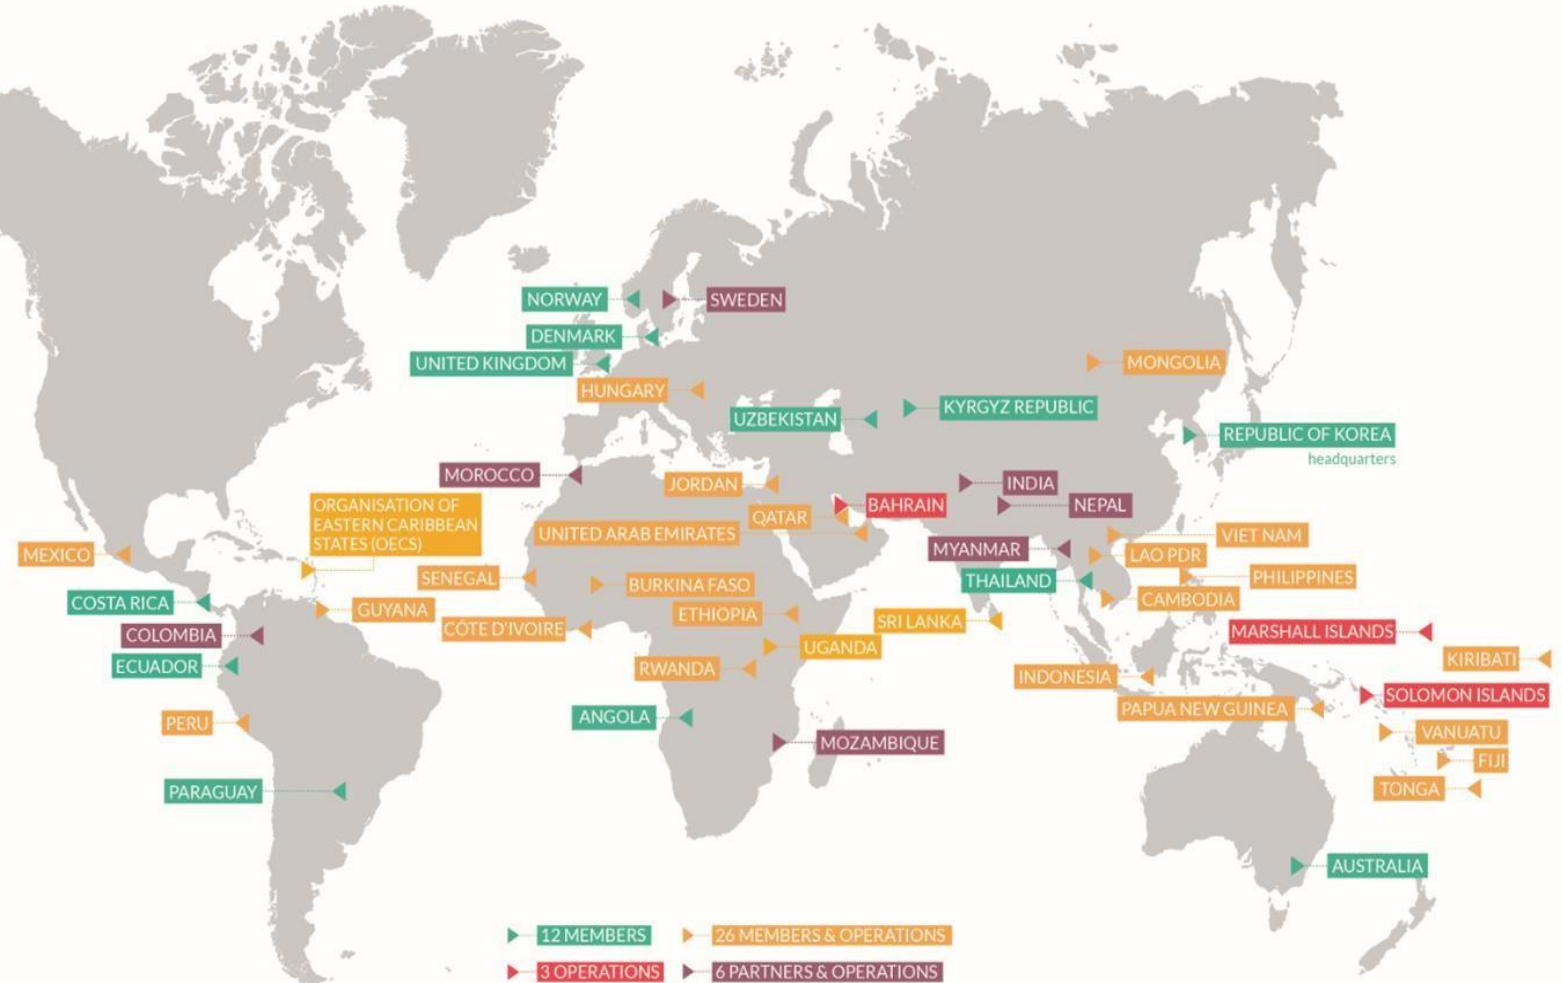 NORWAY
SWEDEN
DENMARK
UNITED KINGDOM
MONGOLIA
HUNGARY
KYRGYZ REPUBLIC
UZBEKISTAN
REPUBLIC OF KOREA
headquarters
MOROCCO
JORDAN
INDIA
ORGANISATION OF
EASTERN CARIBBEAN
STATES (OECS)
BAHRAIN
NEPAL
QATAR
UNITED ARAB EMIRATES
VIET NAM
MYANMAR
MEXICO
LAO PDR
SENEGAL
BURKINA FASO
THAILAND
PHILIPPINES
COSTA RICA
GUYANA
CAMBODIA
ETHIOPIA
SRI LANKA
CÔTE D'IVOIRE
MARSHALL ISLANDS
COLOMBIA
UGANDA
KIRIBATI
ECUADOR
RWANDA
INDONESIA
SOLOMON ISLANDS
PAPUA NEW GUINEA
ANGOLA
PERU
VANUATU
MOZAMBIQUE
FIJI
TONGA
PARAGUAY
AUSTRALIA
12 MEMBERS
26 MEMBERS & OPERATIONS
3 OPERATIONS
6 PARTNERS & OPERATIONS